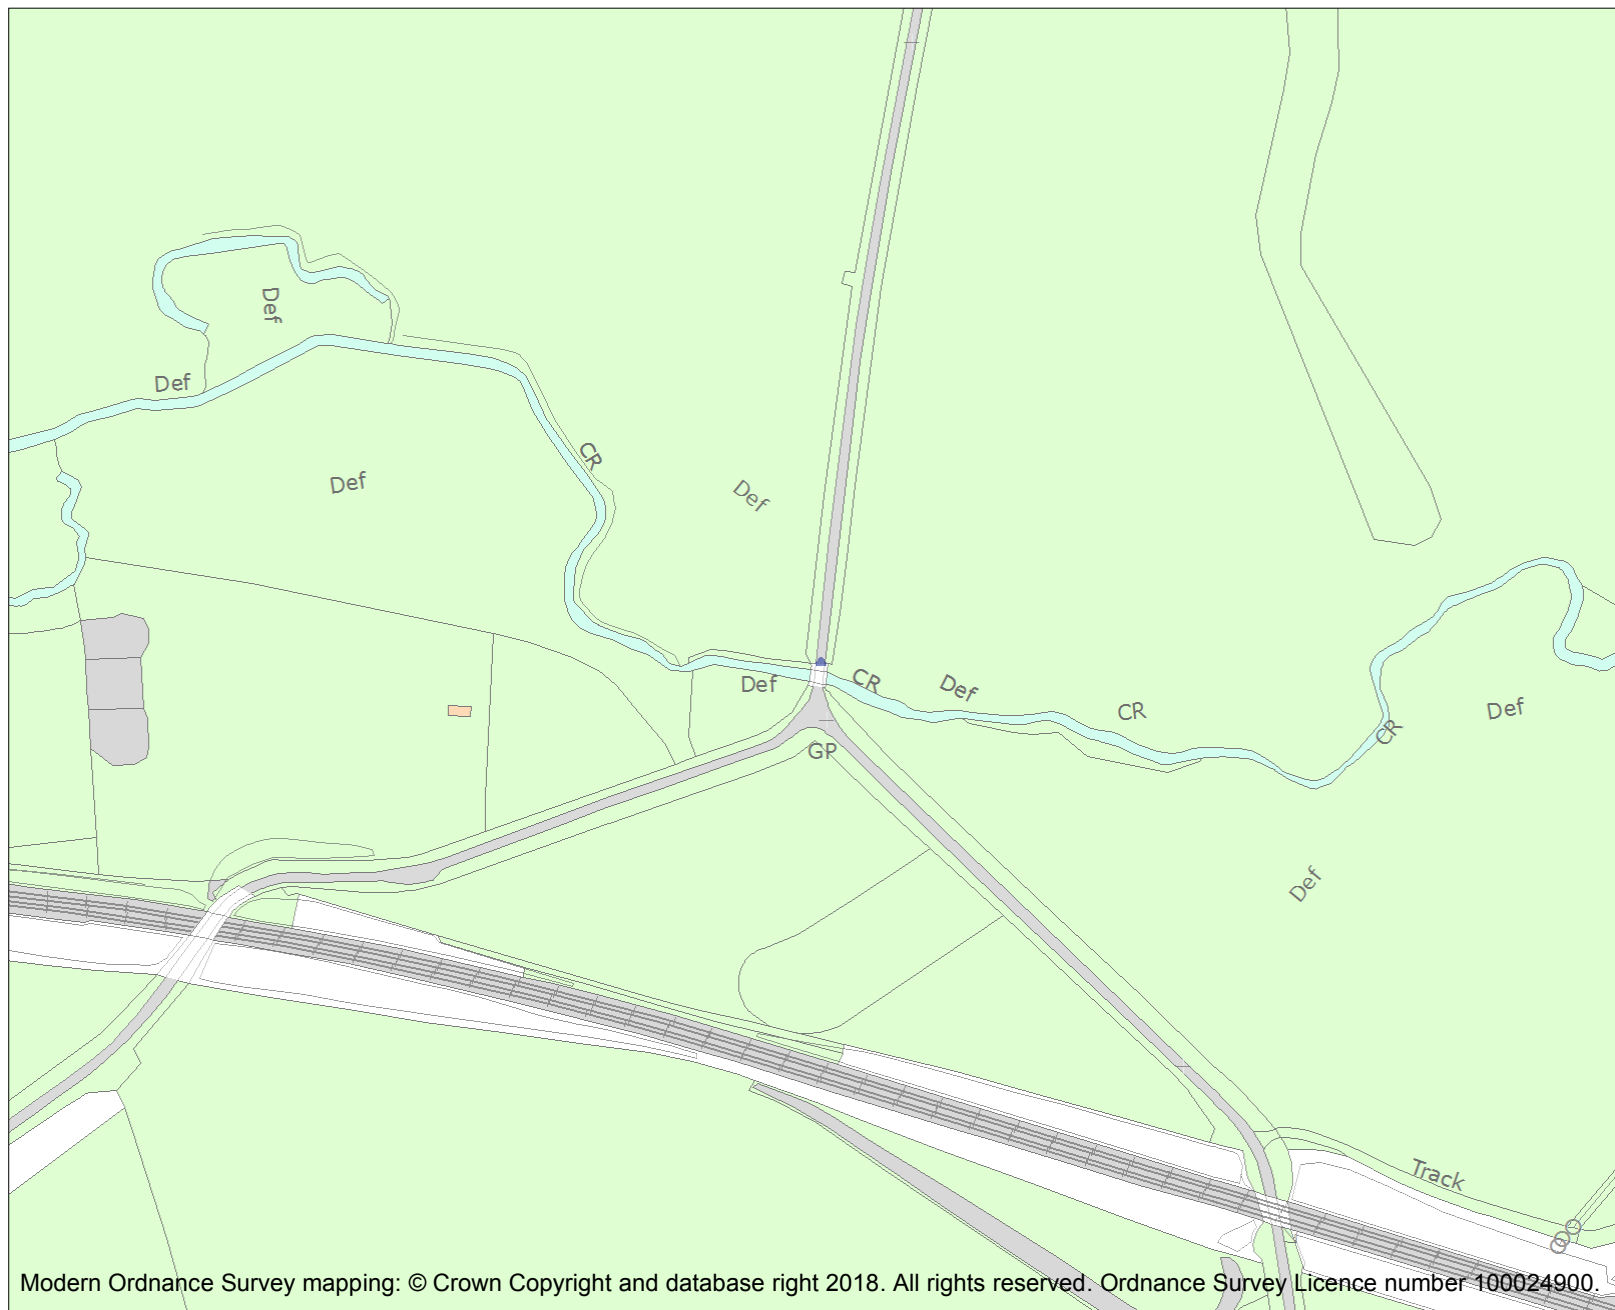 Def
Def
CR
Def
Def
Def
CR
Def
CR
Def
CR
GP
Def
Track
Modern Ordnance Survey mapping: © Crown Copyright and database right 2018. All rights reserved. Ordnance Survey Licence number 100024900.